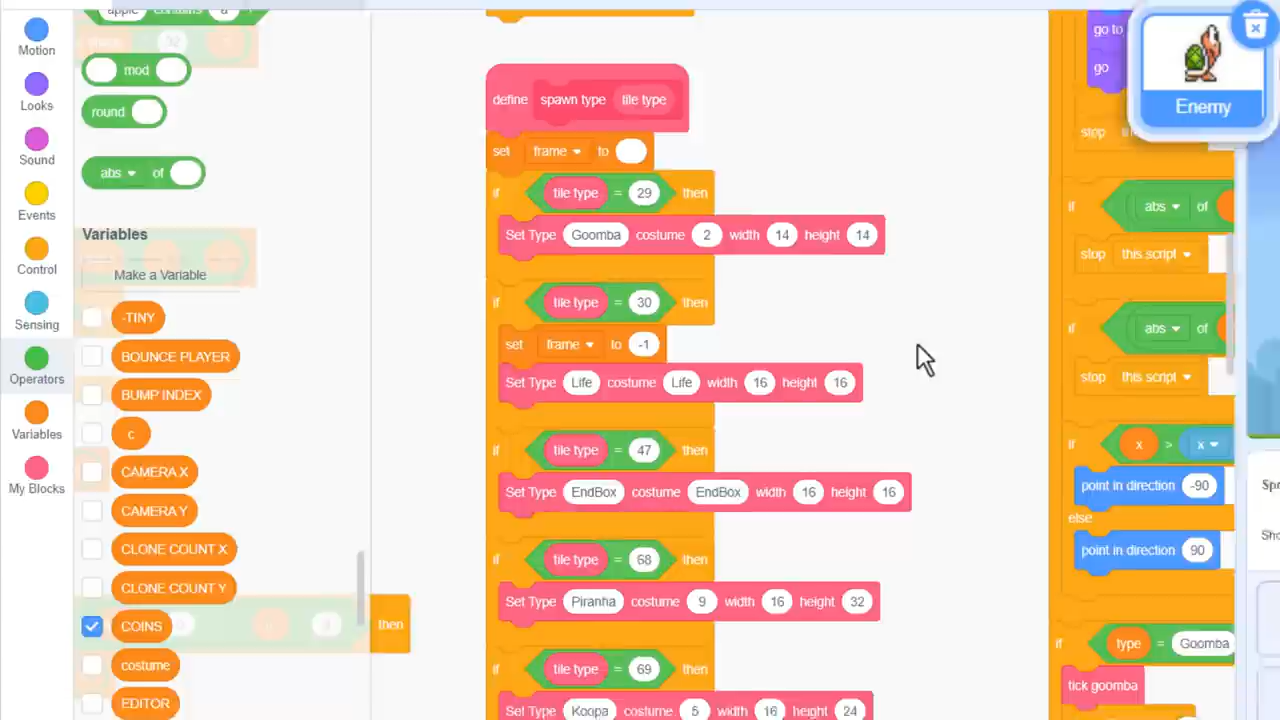 Motion
Looks
Sound
Events
Control
Sensing
Operators
Variables
My Blocks
apple contains a
mod
round
abs of
Variables
Make a Variable
-TINY
BOUNCE PLAYER
BUMP INDEX
c
CAMERA X
CAMERA Y
CLONE COUNT X
CLONE COUNT Y
COINS
costume
EDITOR
then
define spawn type tile type
set frame to
if tile type = 29 then
Set Type Goomba costume 2 width 14 height 14
if tile type = 30 then
set frame to -1
Set Type Life costume Life width 16 height 16
if tile type = 47 then
Set Type EndBox costume EndBox width 16 height 16
if tile type = 68 then
Set Type Piranha costume 9 width 16 height 32
if tile type = 69 then
Set Type Koopa costume 5 width 16 height 24
go to
go
stop
if abs of
stop this script
if abs of
stop this script
if x > x
point in direction -90
else
point in direction 90
if type = Goomba
tick goomba
Enemy